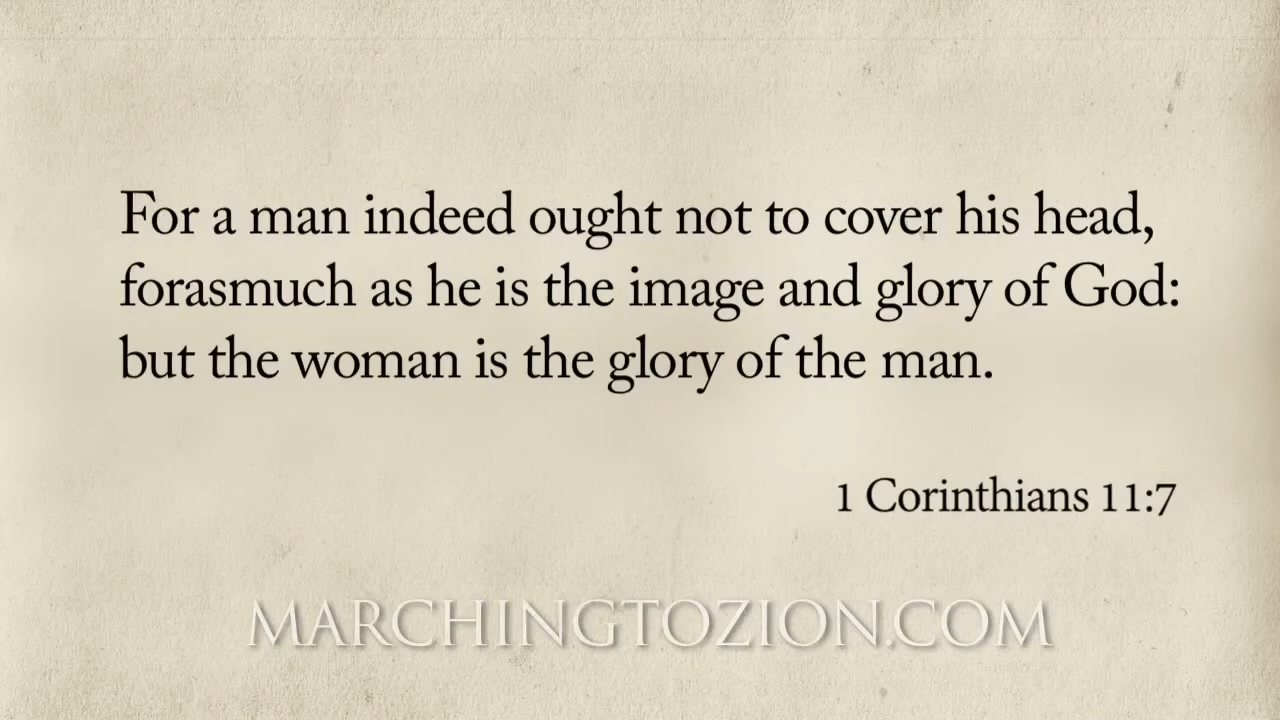 For a man indeed ought not to cover his head,
forasmuch as he is the image and glory of God:
but the woman is the glory of the man.
1 Corinthians 11:7
MARCHINGTOZION.COM